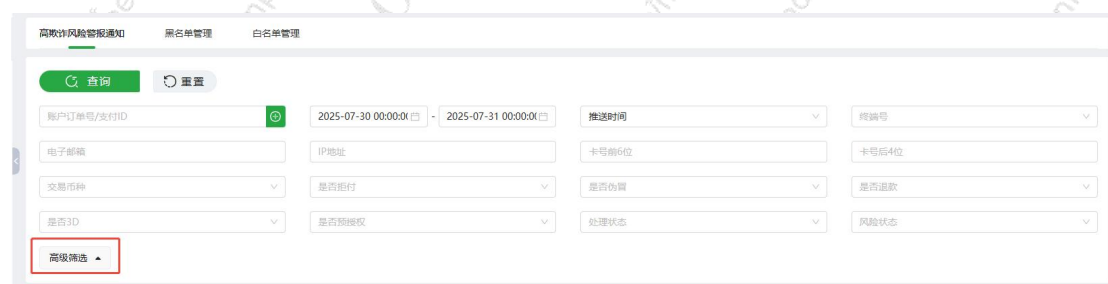 高欺诈风险警报通知 黑名单管理 白名单管理
查询 重置
账户订单号/支付ID 2025-07-30 00:00:0( - 2025-07-31 00:00:0( 推送时间 终端号
电子邮箱 IP地址 卡号前6位 卡号后4位
交易币种 是否拒付 是否伪冒 是否退款
是否3D 是否预授权 处理状态 风险状态
高级筛选